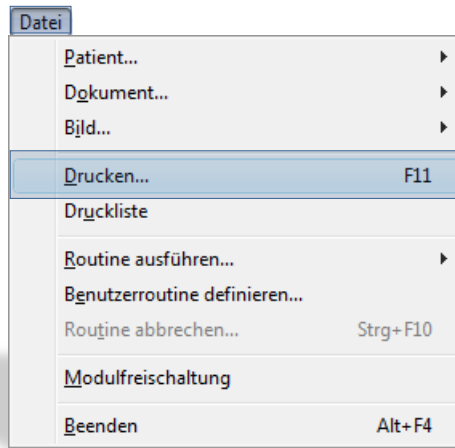 Datei
Patient...
Dokument...
Bild...
Drucken... F11
Druckliste
Routine ausführen...
Benutzerroutine definieren...
Routine abbrechen... Strg+F10
Modulfreischaltung
Beenden Alt+F4